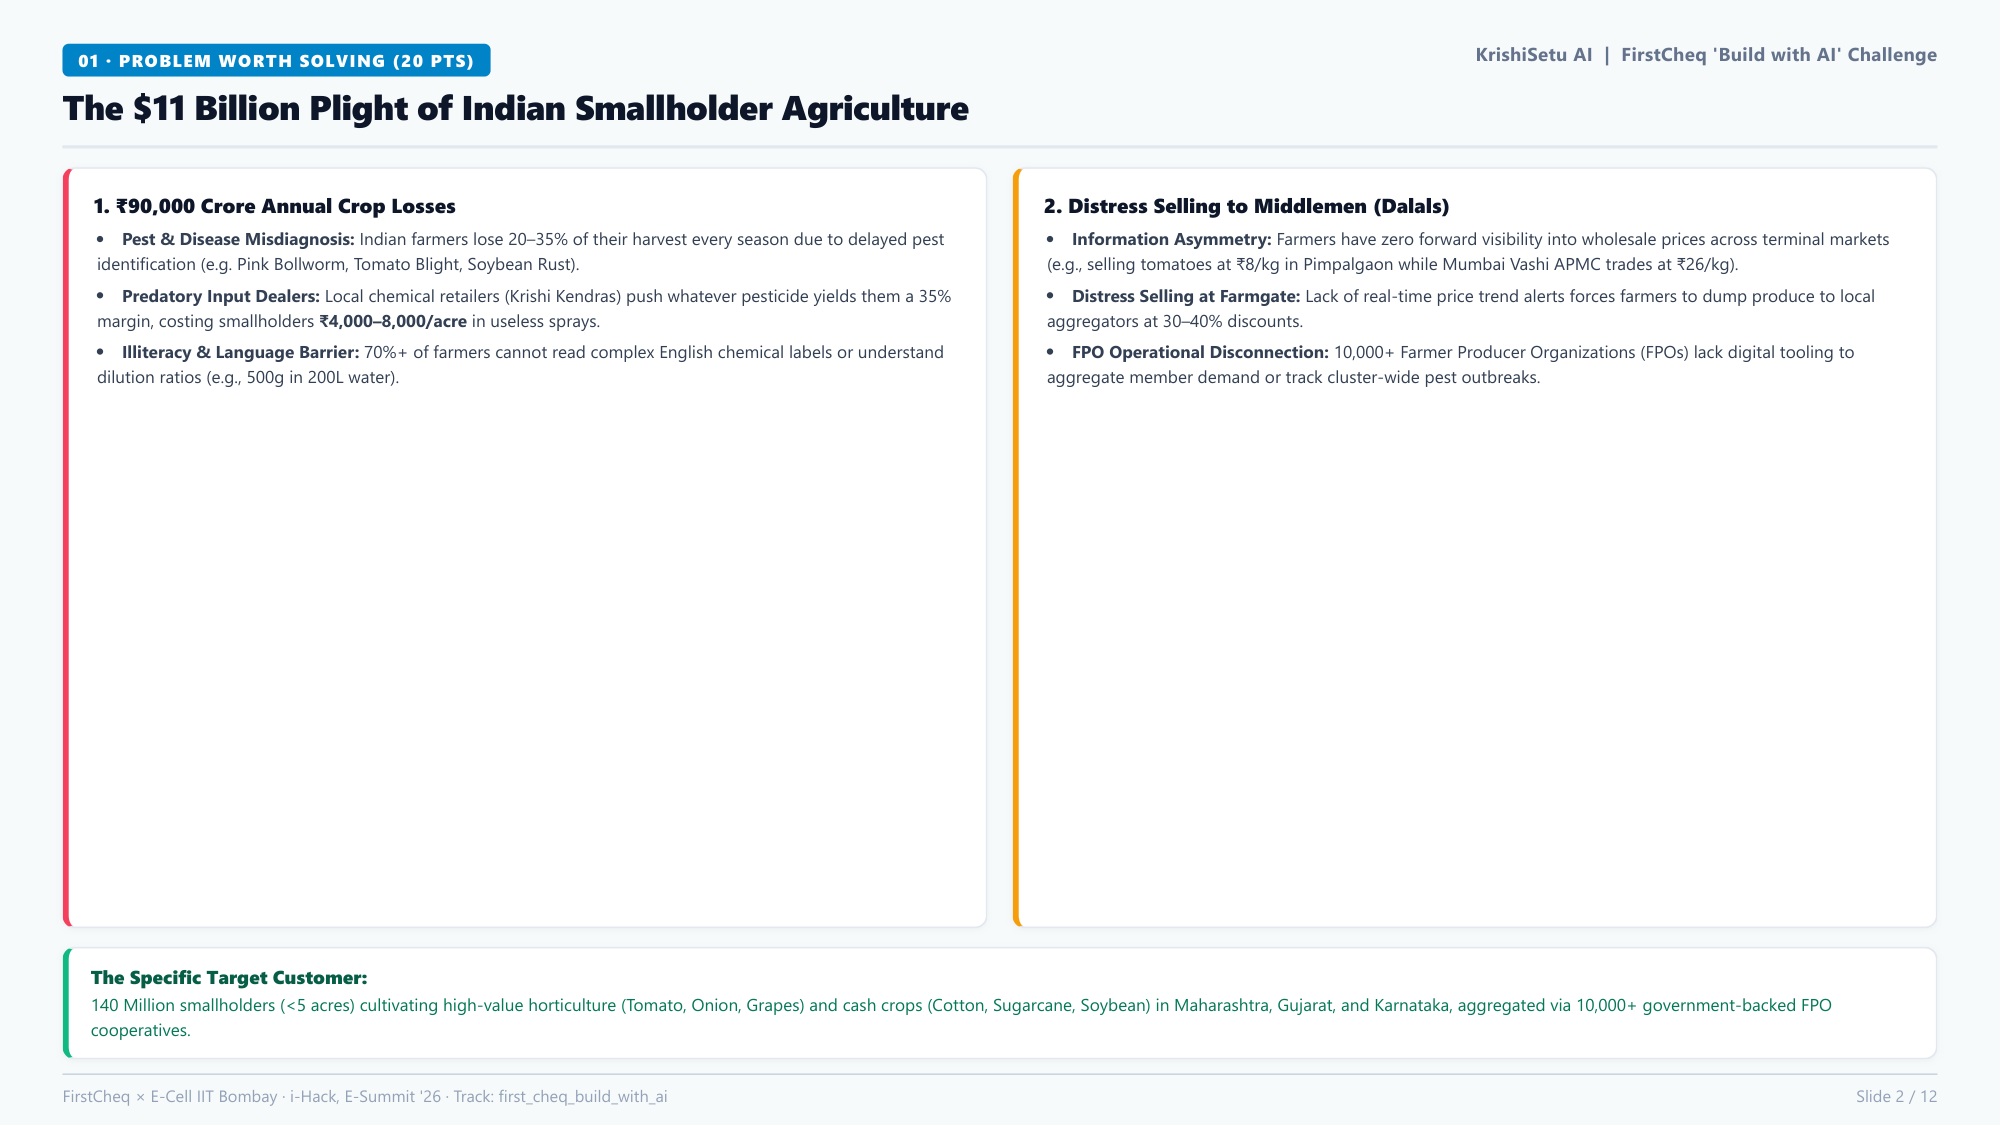 01 · PROBLEM WORTH SOLVING (20 PTS)
KrishiSetu AI | FirstCheq 'Build with AI' Challenge
The $11 Billion Plight of Indian Smallholder Agriculture
1. ₹90,000 Crore Annual Crop Losses
• Pest & Disease Misdiagnosis: Indian farmers lose 20–35% of their harvest every season due to delayed pest
identification (e.g. Pink Bollworm, Tomato Blight, Soybean Rust).
• Predatory Input Dealers: Local chemical retailers (Krishi Kendras) push whatever pesticide yields them a 35%
margin, costing smallholders ₹4,000–8,000/acre in useless sprays.
• Illiteracy & Language Barrier: 70%+ of farmers cannot read complex English chemical labels or understand
dilution ratios (e.g., 500g in 200L water).
2. Distress Selling to Middlemen (Dalals)
• Information Asymmetry: Farmers have zero forward visibility into wholesale prices across terminal markets
(e.g., selling tomatoes at ₹8/kg in Pimpalgaon while Mumbai Vashi APMC trades at ₹26/kg).
• Distress Selling at Farmgate: Lack of real-time price trend alerts forces farmers to dump produce to local
aggregators at 30–40% discounts.
• FPO Operational Disconnection: 10,000+ Farmer Producer Organizations (FPOs) lack digital tooling to
aggregate member demand or track cluster-wide pest outbreaks.
The Specific Target Customer:
140 Million smallholders (<5 acres) cultivating high-value horticulture (Tomato, Onion, Grapes) and cash crops (Cotton, Sugarcane, Soybean) in Maharashtra, Gujarat, and Karnataka, aggregated via 10,000+ government-backed FPO
cooperatives.
FirstCheq × E-Cell IIT Bombay · i-Hack, E-Summit '26 · Track: first_cheq_build_with_ai
Slide 2 / 12